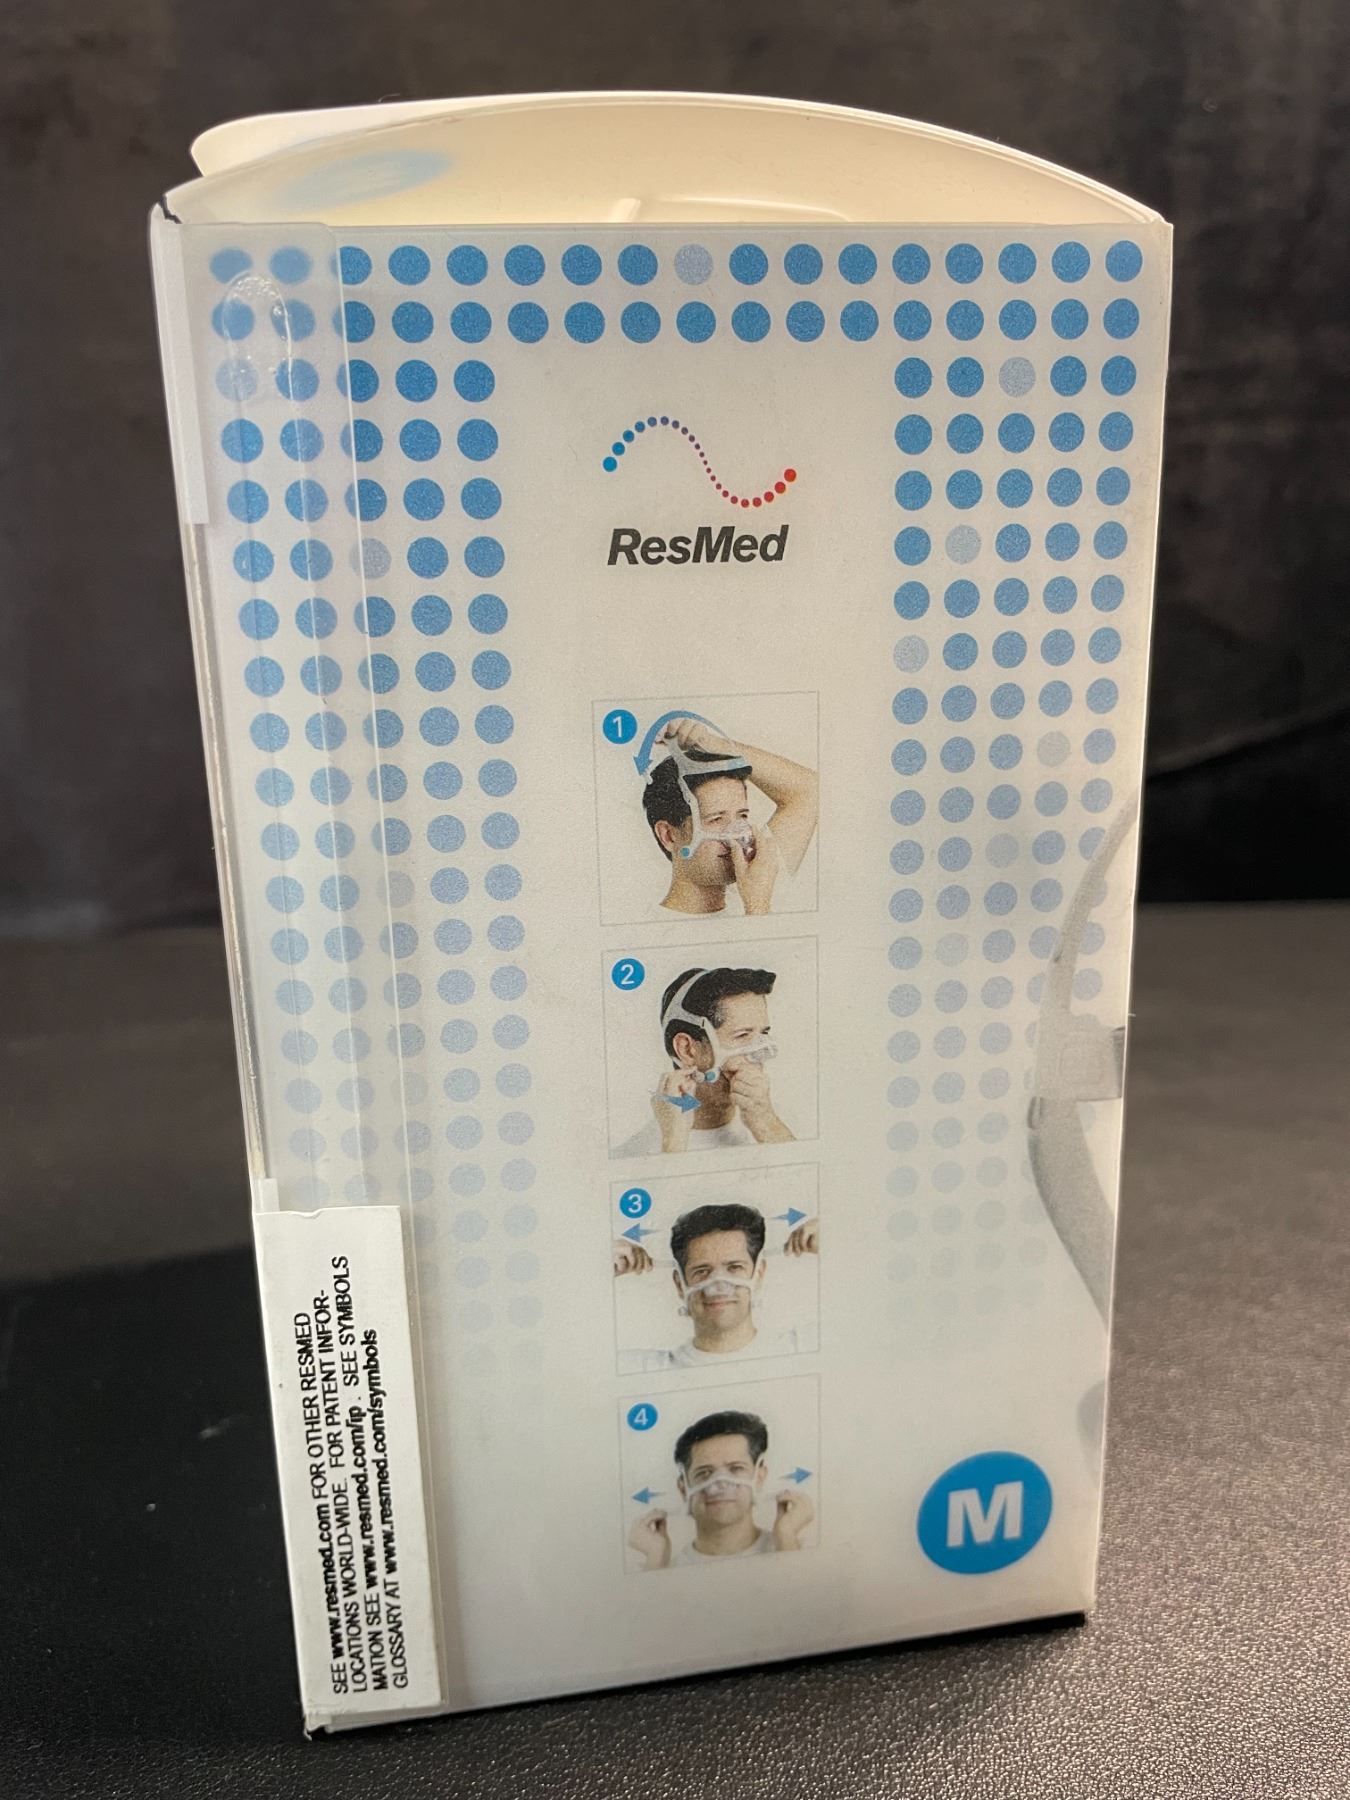 ResMed
1
2
3
4
M
SEE www.resmed.com FOR OTHER RESMED
LOCATIONS WORLD-WIDE. FOR PATENT INFOR-
MATION SEE www.resmed.com/ip . SEE SYMBOLS
GLOSSARY AT www.resmed.com/symbols